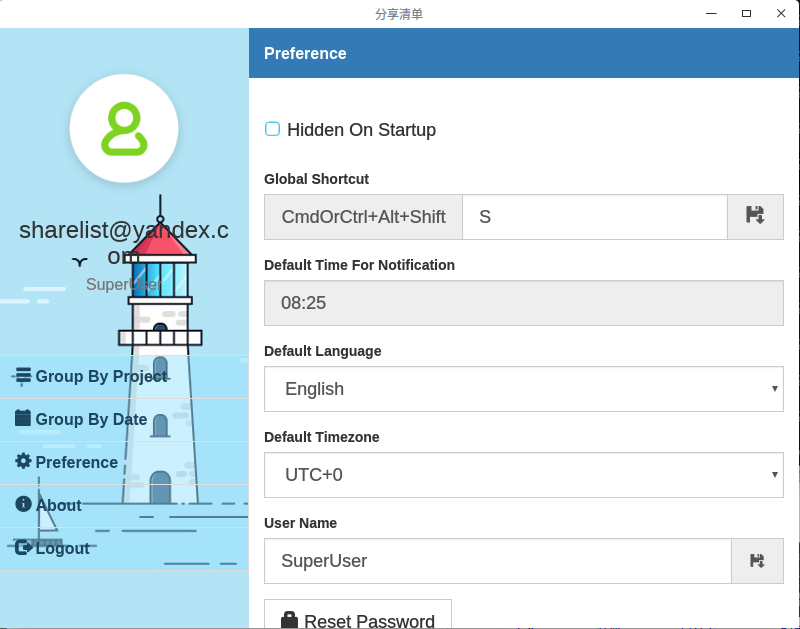 分享清单
Preference
sharelist@yandex.c
om
SuperUser
Group By Project
Group By Date
Preference
About
Logout
Hidden On Startup
Global Shortcut
CmdOrCtrl+Alt+Shift S
Default Time For Notification
08:25
Default Language
English
Default Timezone
UTC+0
User Name
SuperUser
Reset Password